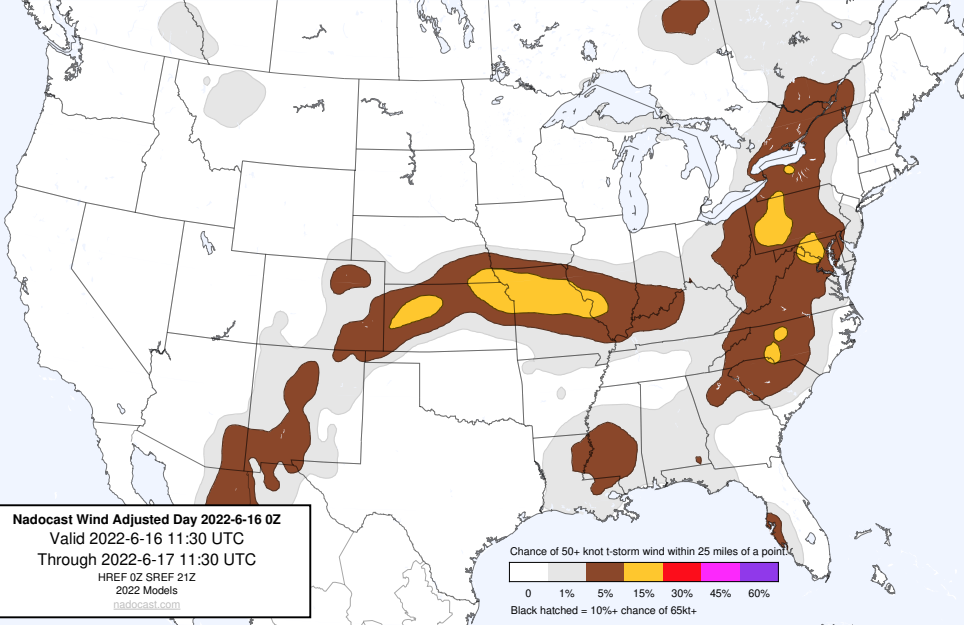 Nadocast Wind Adjusted Day 2022-6-16 0Z
Valid 2022-6-16 11:30 UTC
Through 2022-6-17 11:30 UTC
HREF 0Z SREF 21Z
2022 Models
nadocast.com
Chance of 50+ knot t-storm wind within 25 miles of a point.
0 1% 5% 15% 30% 45% 60%
Black hatched = 10%+ chance of 65kt+